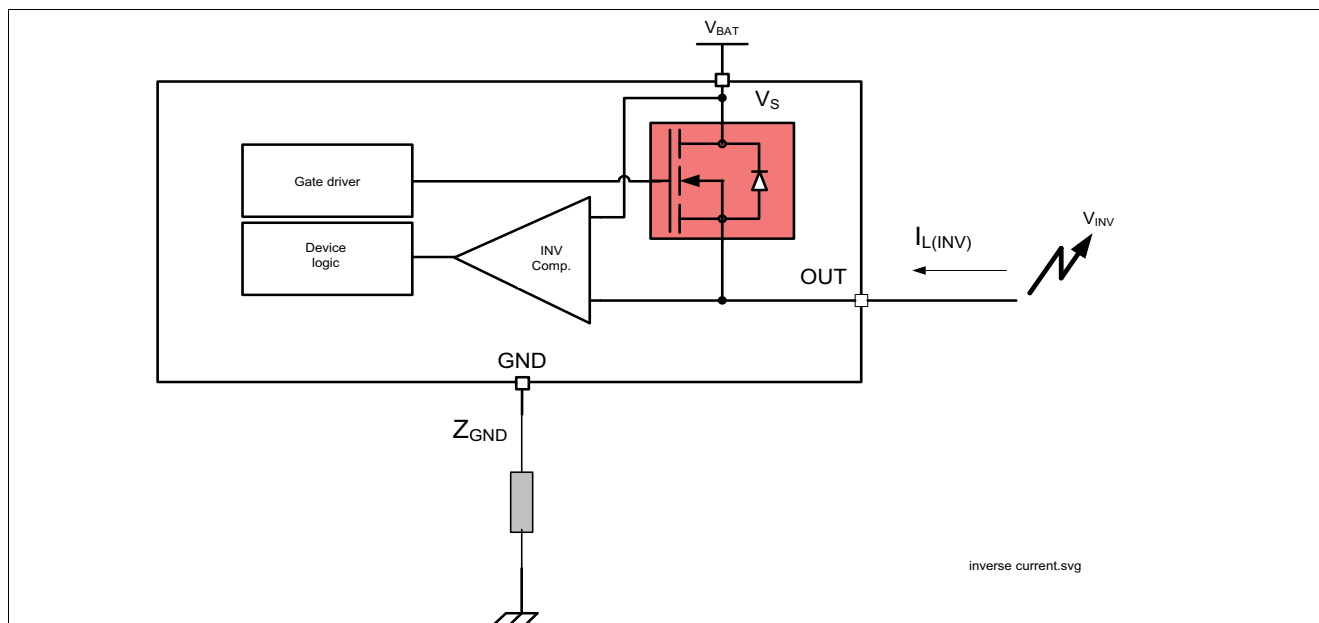 VBAT
VS
Gate driver
Device
logic
INV
Comp.
IL(INV)
VINV
OUT
GND
ZGND
inverse current.svg